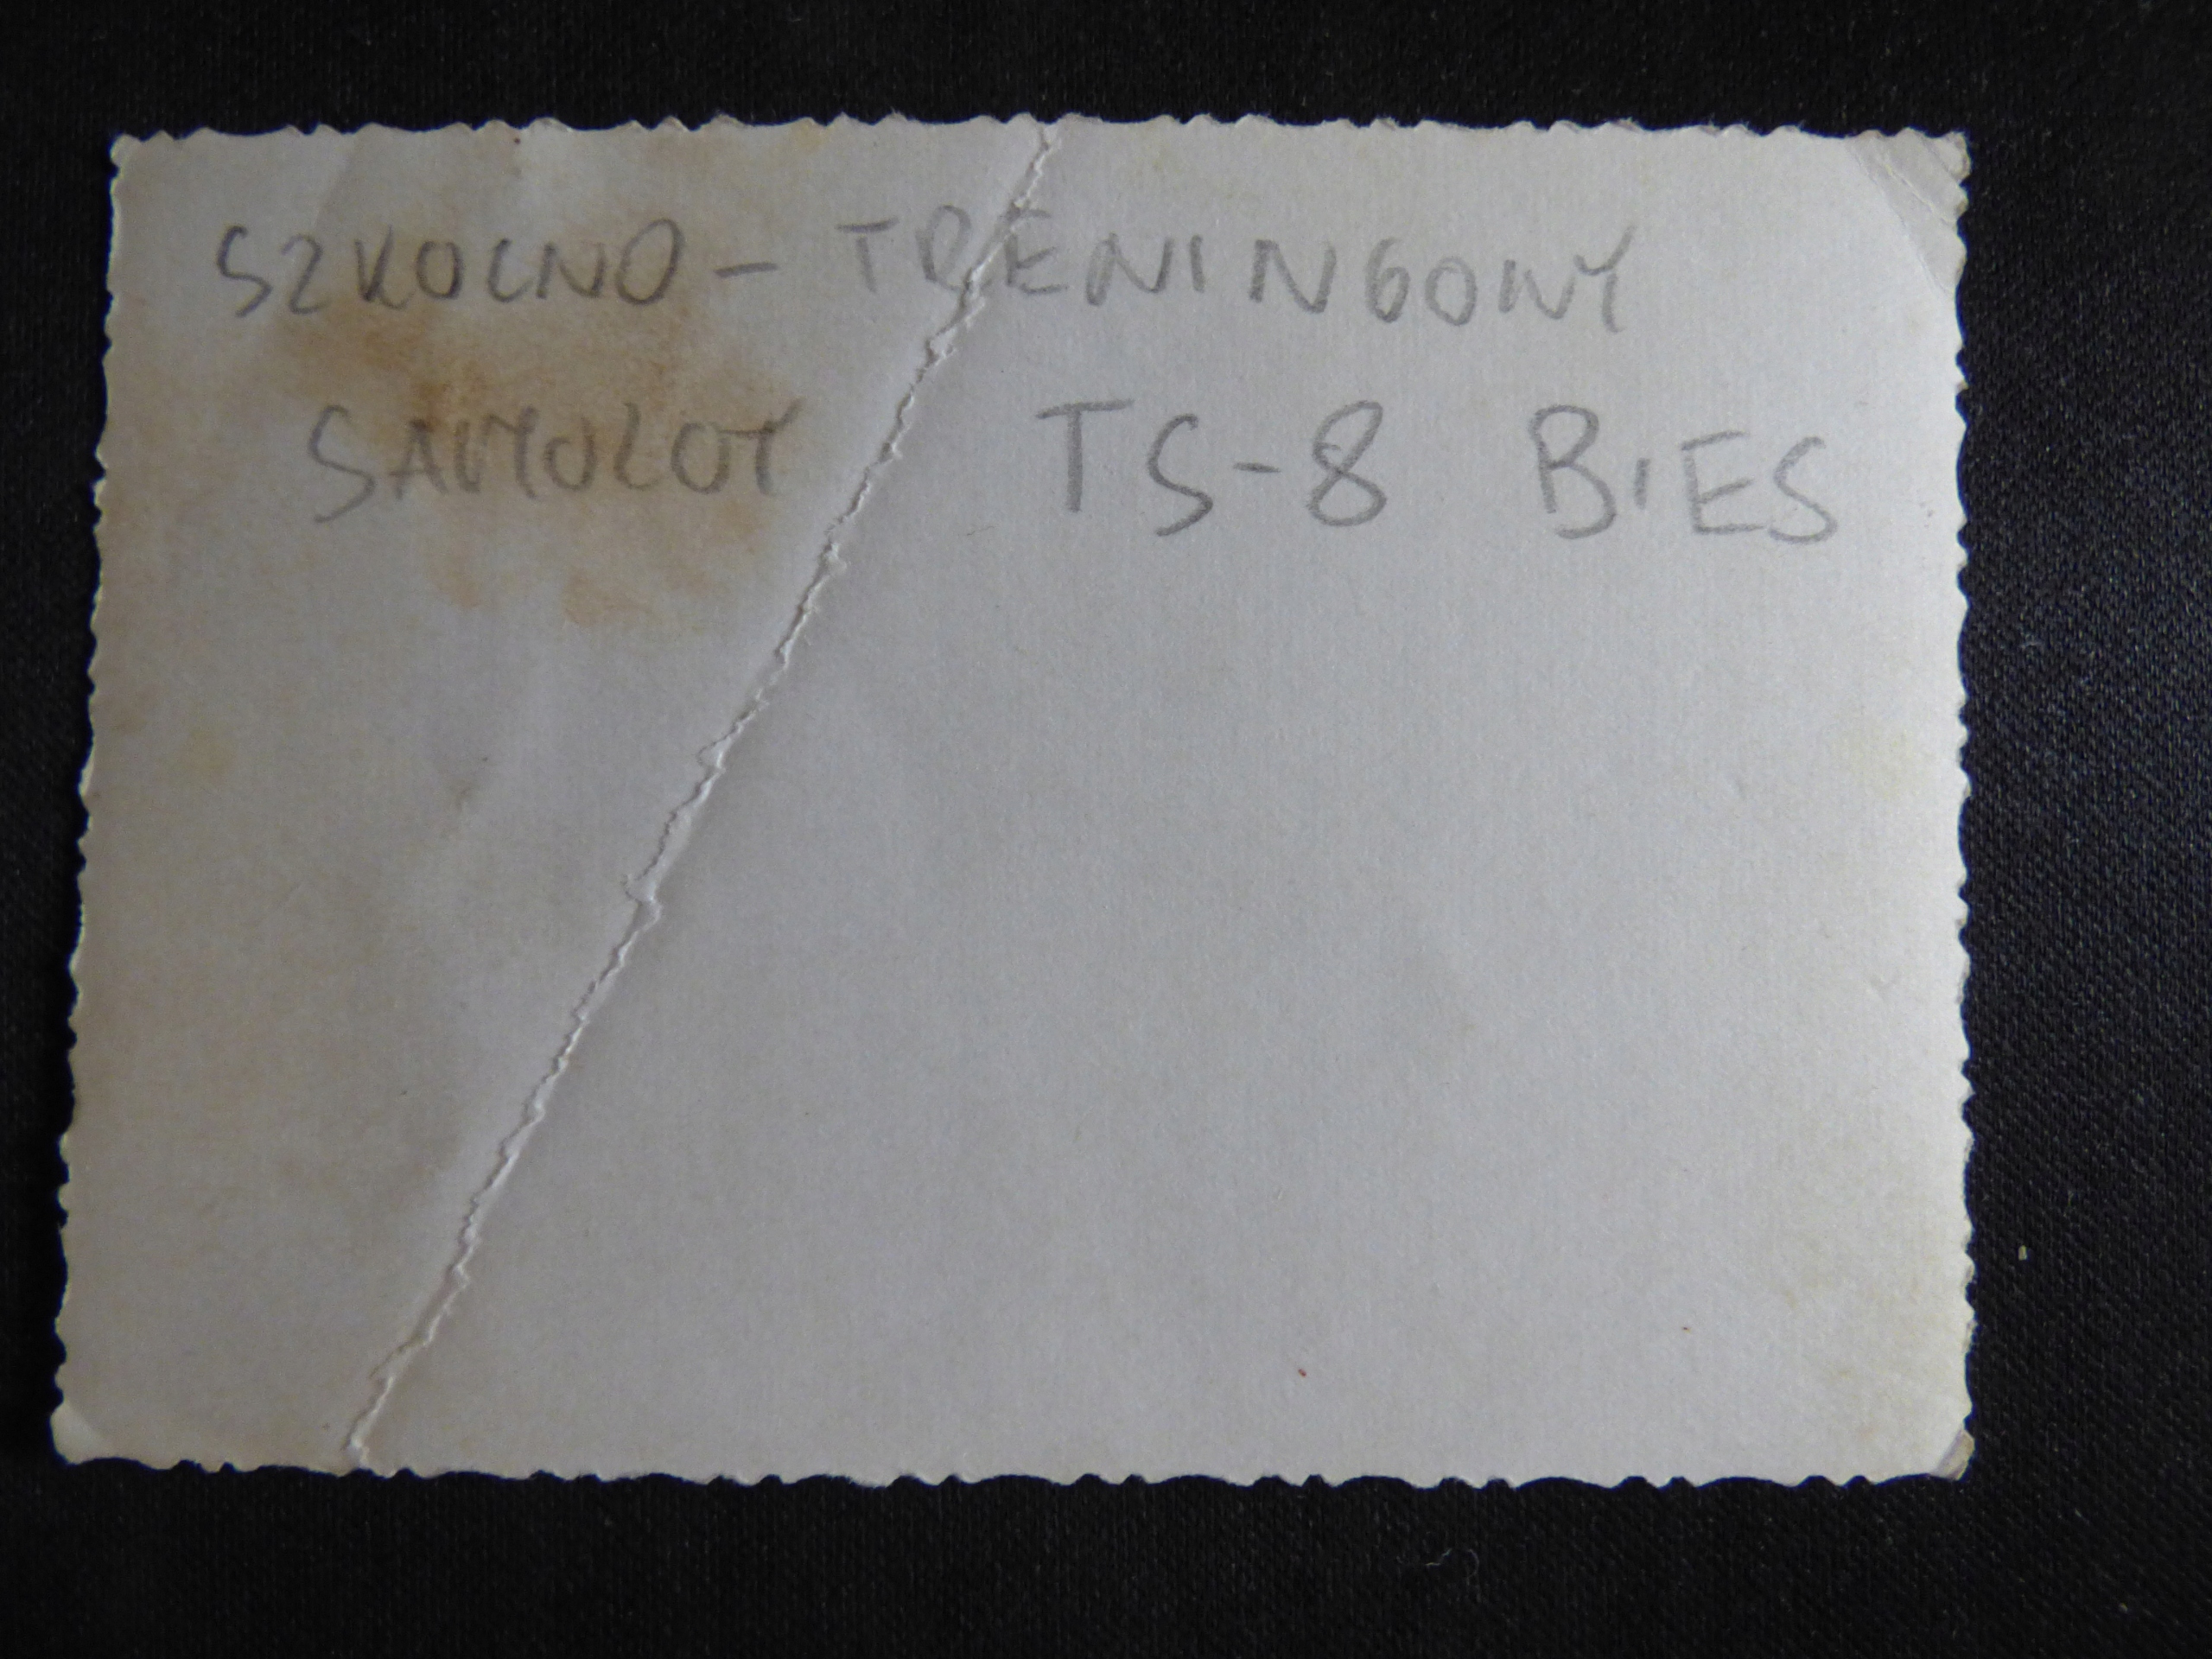 SZKOLNO - TRENINGOWY
SAMOLOT TS-8 BIES